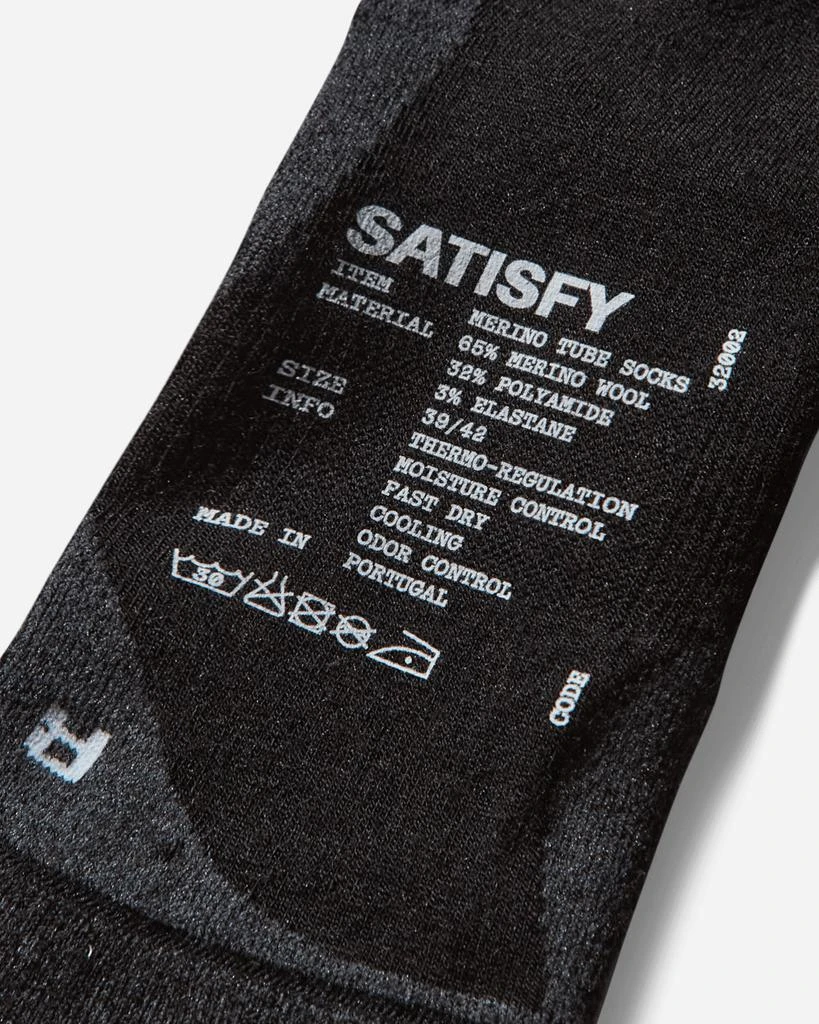 SATISFY
ITEM MERINO TUBE SOCKS
MATERIAL 65% MERINO WOOL
32% POLYAMIDE
3% ELASTANE
SIZE 39/42
INFO THERMO-REGULATION
MOISTURE CONTROL
FAST DRY
COOLING
ODOR CONTROL
MADE IN PORTUGAL
30
CODE 32002
R